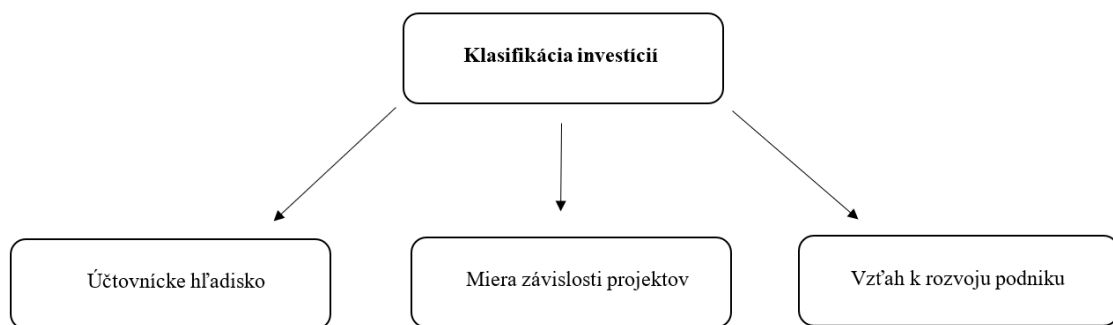 Klasifikácia investícií
Účtovnícke hľadisko
Miera závislosti projektov
Vzťah k rozvoju podniku